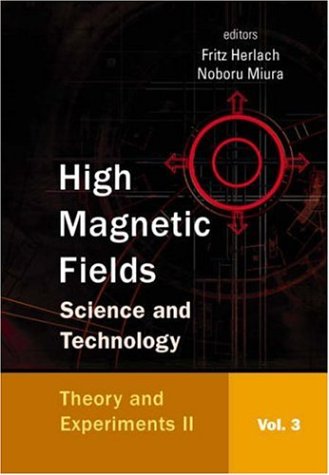 editors
Fritz Herlach
Noboru Miura
High
Magnetic
Fields
Science and
Technology
Theory and
Experiments II
Vol. 3